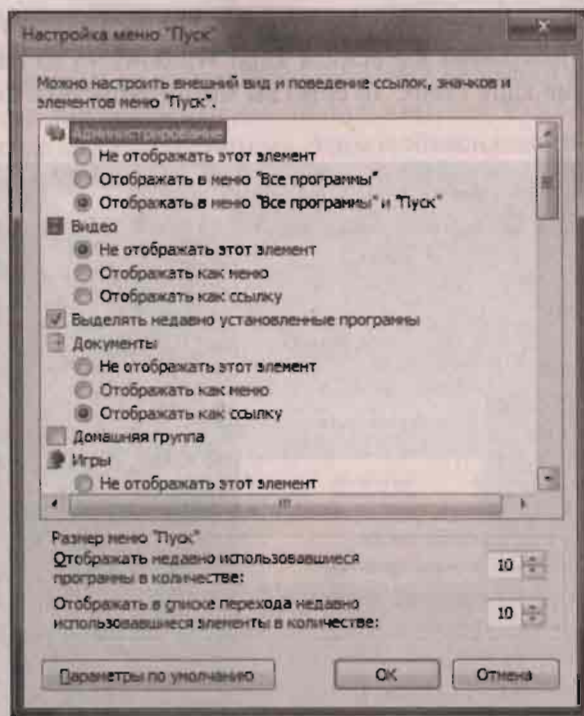 Настройка меню "Пуск"
Можно настроить внешний вид и поведение ссылок, значков и
элементов меню "Пуск".
Администрирование
Не отображать этот элемент
Отображать в меню "Все программы"
Отображать в меню "Все программы" и "Пуск"
Видео
Не отображать этот элемент
Отображать как меню
Отображать как ссылку
Выделять недавно установленные программы
Документы
Не отображать этот элемент
Отображать как меню
Отображать как ссылку
Домашняя группа
Игры
Не отображать этот элемент
Размер меню "Пуск"
Отображать недавно использовавшиеся
программы в количестве:
10
Отображать в списке перехода недавно
использовавшиеся элементы в количестве:
10
Параметры по умолчанию
ОК
Отмена